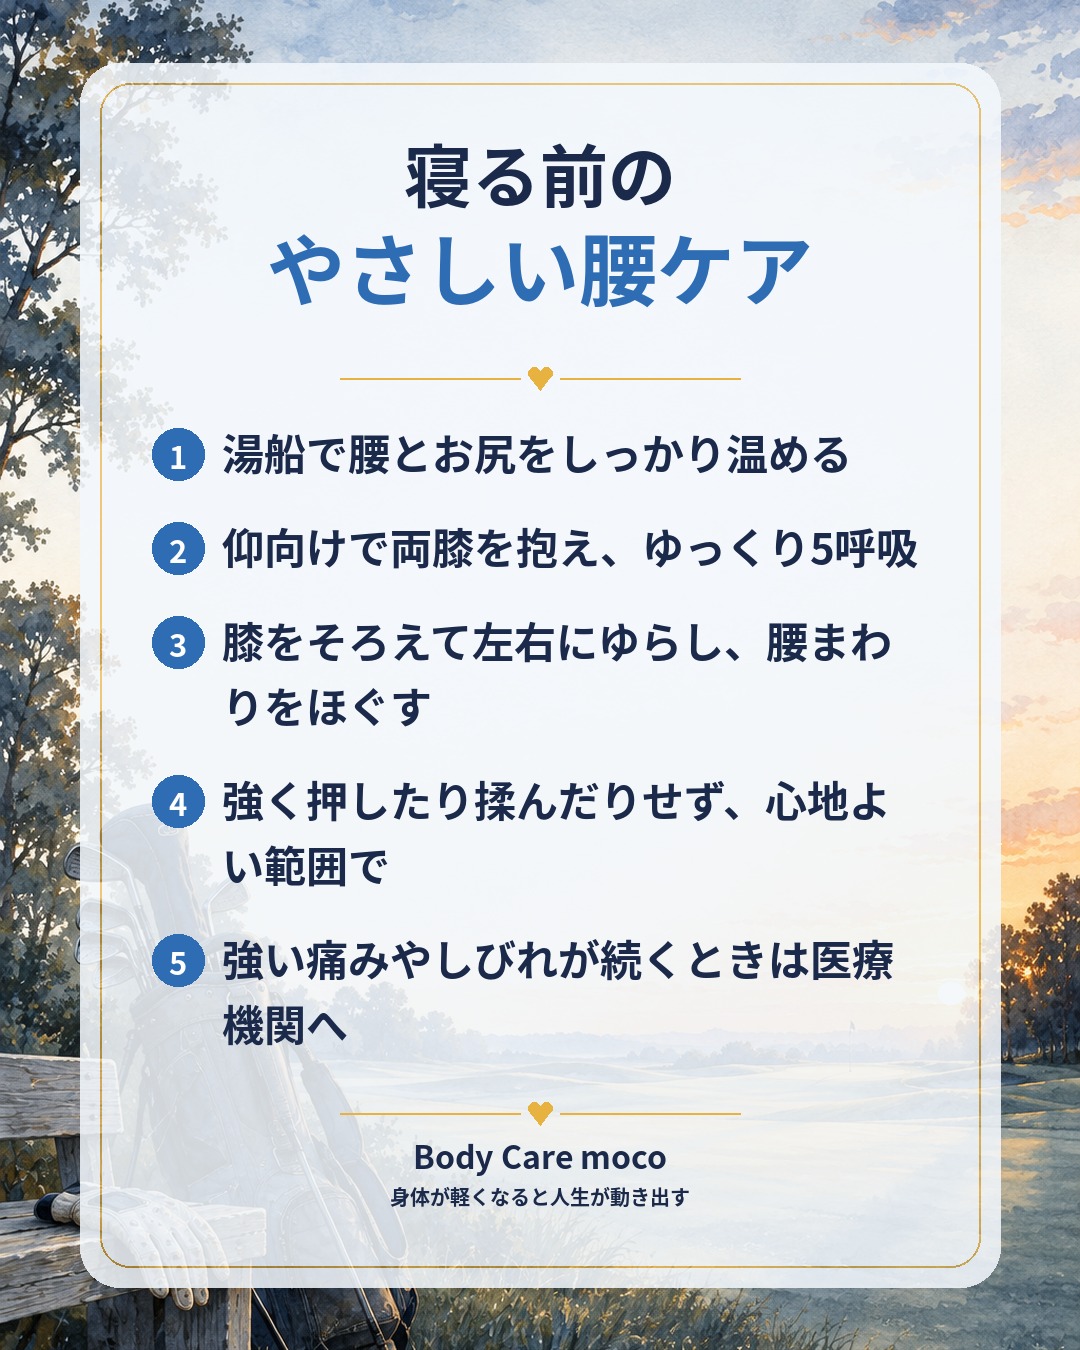 寝る前の
やさしい腰ケア
1 湯船で腰とお尻をしっかり温める
2 仰向けで両膝を抱え、ゆっくり5呼吸
3 膝をそろえて左右にゆらし、腰まわ
りをほぐす
4 強く押したり揉んだりせず、心地よ
い範囲で
5 強い痛みやしびれが続くときは医療
機関へ
Body Care moco
身体が軽くなると人生が動き出す